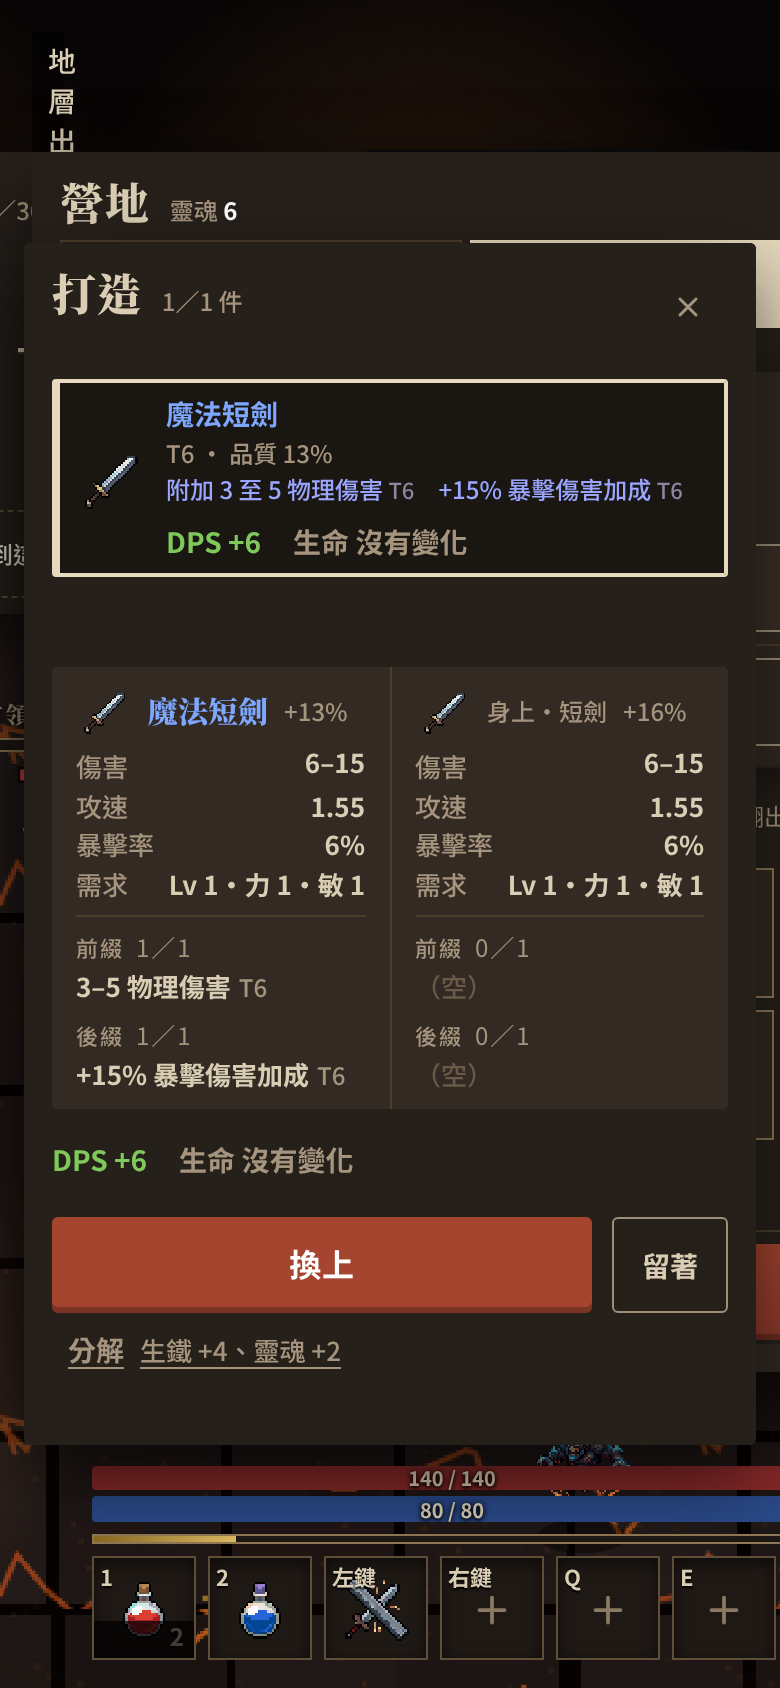 地
層
出
營地 靈魂 6
打造 1／1 件
×
魔法短劍
T6 · 品質 13%
附加 3 至 5 物理傷害 T6 +15% 暴擊傷害加成 T6
DPS +6 生命 沒有變化
魔法短劍 +13%
傷害 6–15
攻速 1.55
暴擊率 6%
需求 Lv 1 · 力 1 · 敏 1
前綴 1／1
3–5 物理傷害 T6
後綴 1／1
+15% 暴擊傷害加成 T6
身上 · 短劍 +16%
傷害 6–15
攻速 1.55
暴擊率 6%
需求 Lv 1 · 力 1 · 敏 1
前綴 0／1
（空）
後綴 0／1
（空）
DPS +6 生命 沒有變化
換上
留著
分解 生鐵 +4、靈魂 +2
140 / 140
80 / 80
1 2 左鍵 右鍵 Q E
2